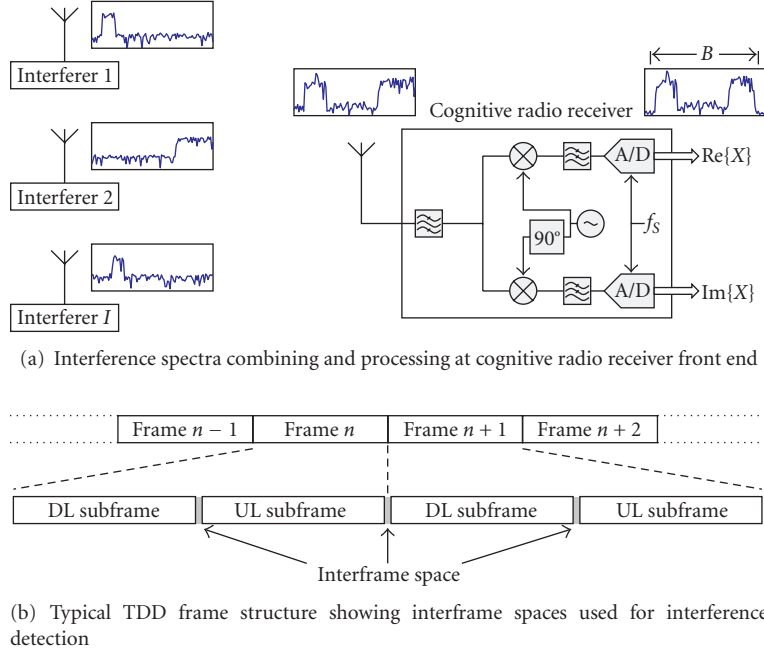 Interferer 1
Interferer 2
Interferer I
Cognitive radio receiver
B
A/D
Re{X}
90°
~
fS
A/D
Im{X}
(a) Interference spectra combining and processing at cognitive radio receiver front end
Frame n − 1
Frame n
Frame n + 1
Frame n + 2
DL subframe
UL subframe
DL subframe
UL subframe
Interframe space
(b) Typical TDD frame structure showing interframe spaces used for interference
detection